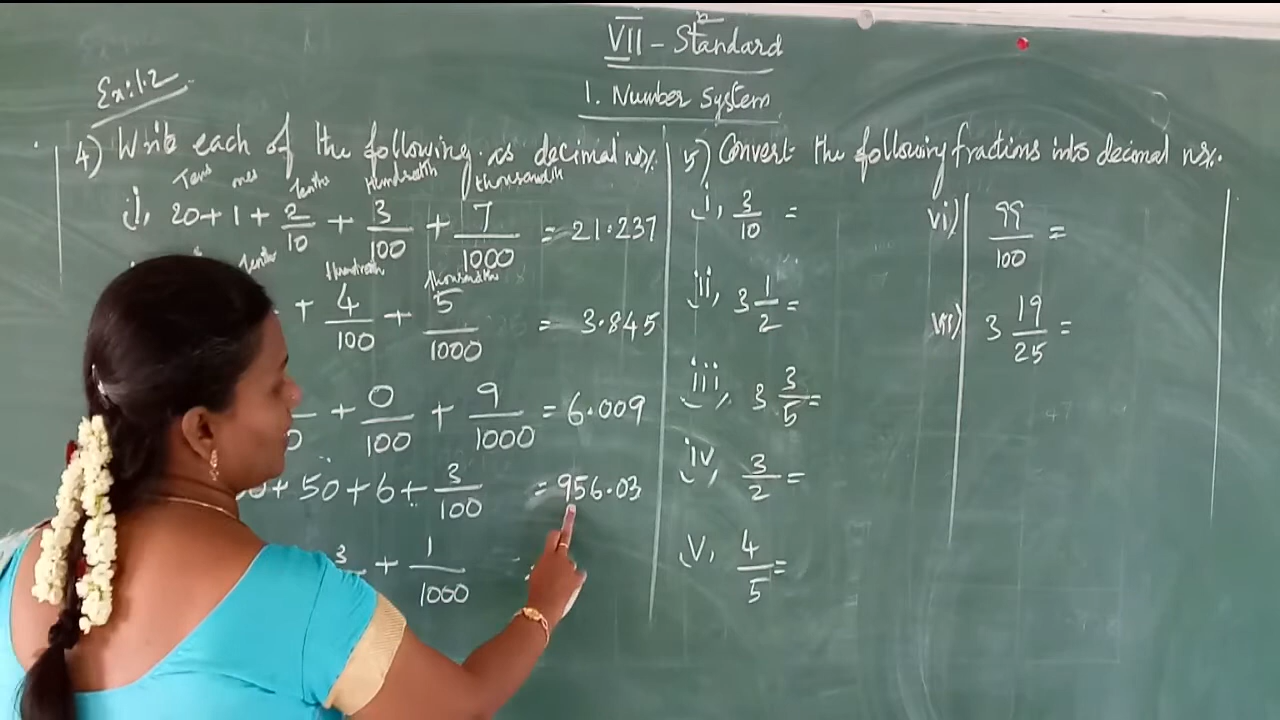 VII - Standard
1. Number System
Ex: 1.2
4) Write each of the following as decimal nos.
Tens ones Tenths Hundredth thousandth
i), 20 + 1 + 2/10 + 3/100 + 7/1000 = 21.237
Tenths Hundredth thousandth
+ 4/100 + 5/1000 = 3.845
+ 0/100 + 9/1000 = 6.009
+ 50 + 6 + 3/100 = 956.03
3 + 1/1000 =
5) Convert the following fractions into decimal nos.
i, 3/10 =
ii, 3 1/2 =
iii, 3 3/5 =
iv, 3/2 =
v, 4/5 =
vi) 99/100 =
vii) 3 19/25 =